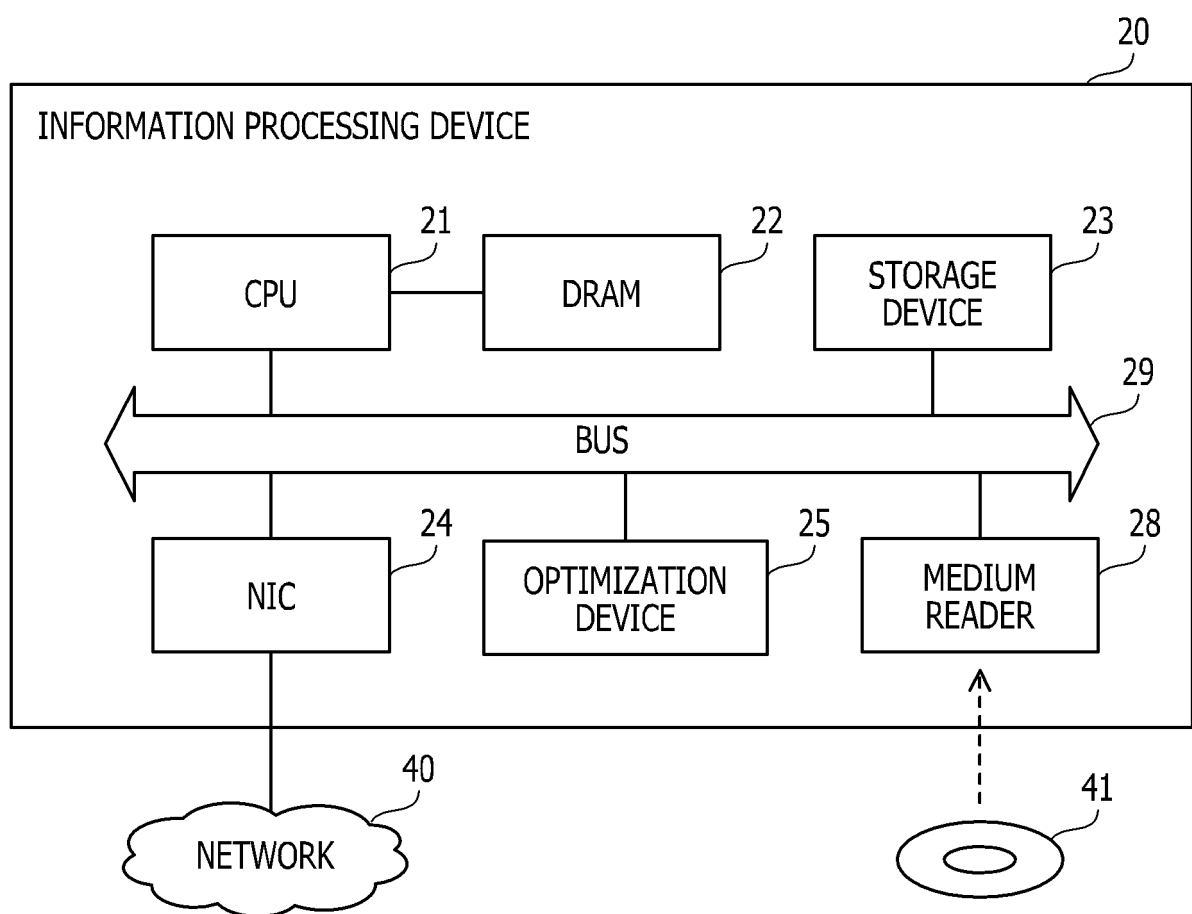 20
INFORMATION PROCESSING DEVICE
21
22
23
CPU
DRAM
STORAGE
DEVICE
29
BUS
24
25
28
NIC
OPTIMIZATION
DEVICE
MEDIUM
READER
40
41
NETWORK